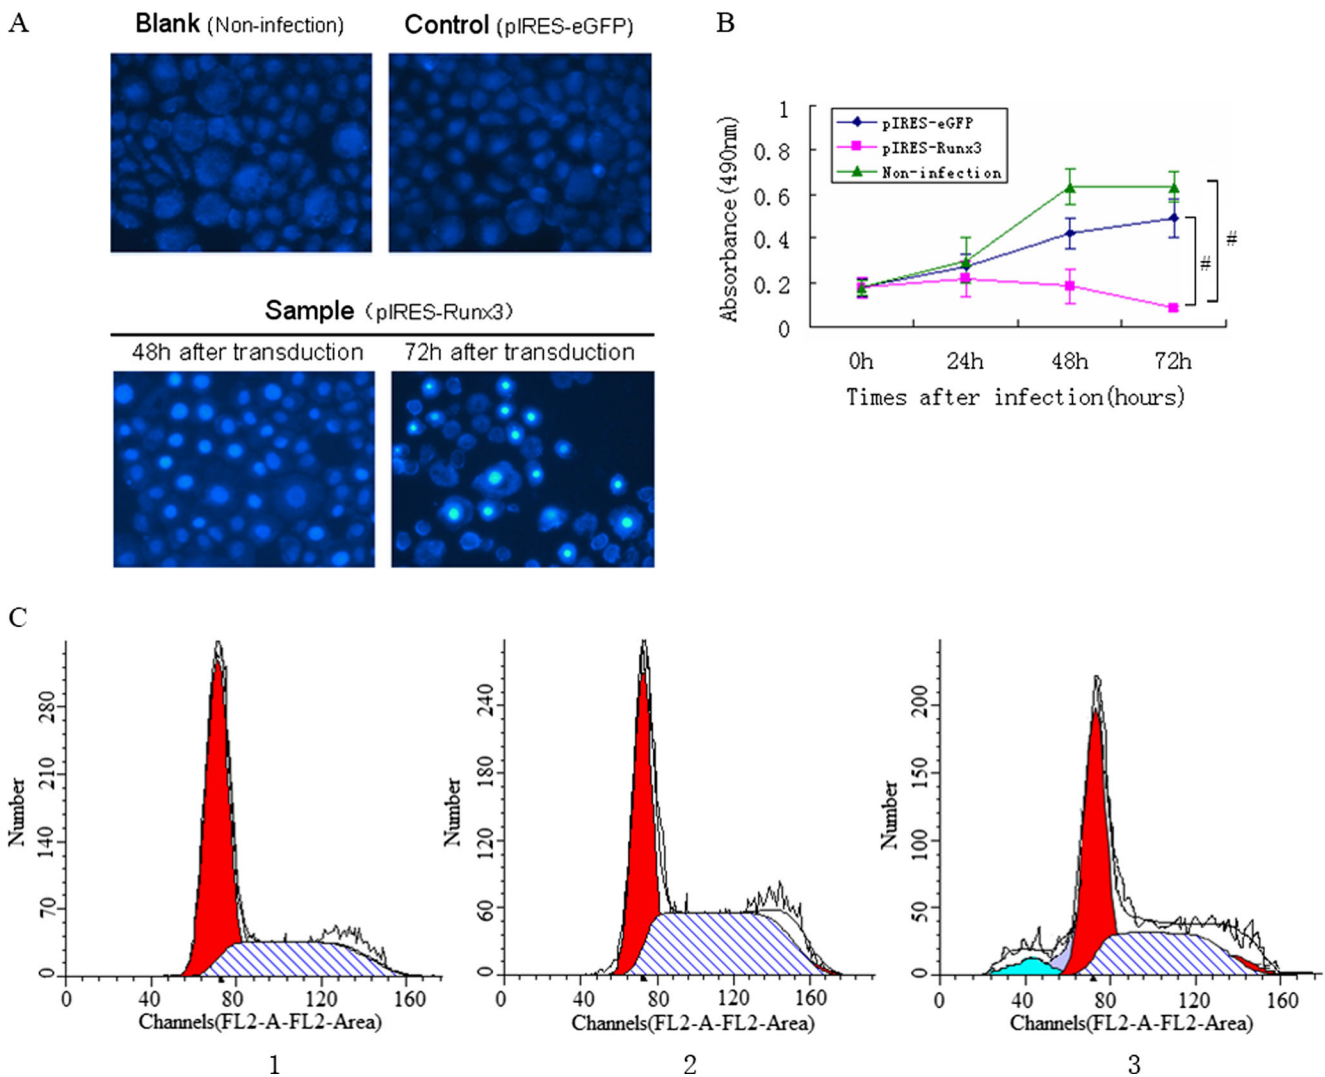 A
Blank (Non-infection)
Control (pIRES-eGFP)
Sample （pIRES-Runx3）
48h after transduction
72h after transduction
B
1
0.8
0.6
0.4
0.2
0
Absorbance(490nm)
pIRES-eGFP
pIRES-Runx3
Non-infection
#
#
0h
24h
48h
72h
Times after infection(hours)
C
280
210
140
70
0
Number
0
40
80
120
160
Channels(FL2-A-FL2-Area)
1
240
180
120
60
0
Number
0
40
80
120
160
Channels(FL2-A-FL2-Area)
2
200
150
100
50
0
Number
0
40
80
120
160
Channels(FL2-A-FL2-Area)
3